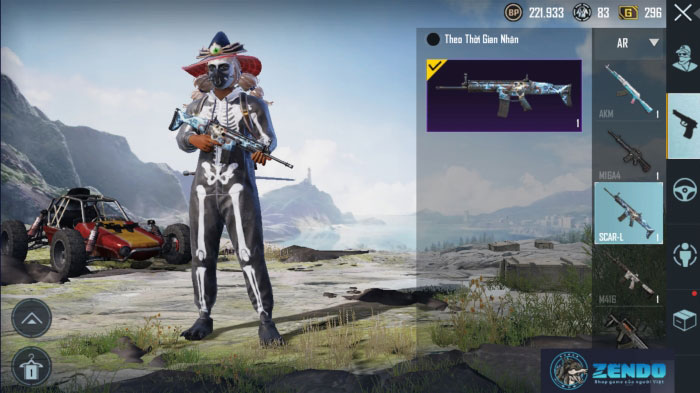 BP 221.933 83 G 296
Theo Thời Gian Nhận
AR
1
AKM 1
M16A4 1
SCAR-L 1
M416 1
ZENDO
Shop game của người Việt